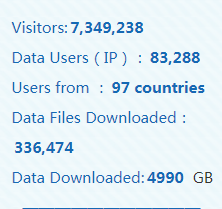 Visitors: 7,349,238
Data Users ( IP ) : 83,288
Users from : 97 countries
Data Files Downloaded :
336,474
Data Downloaded: 4990 GB